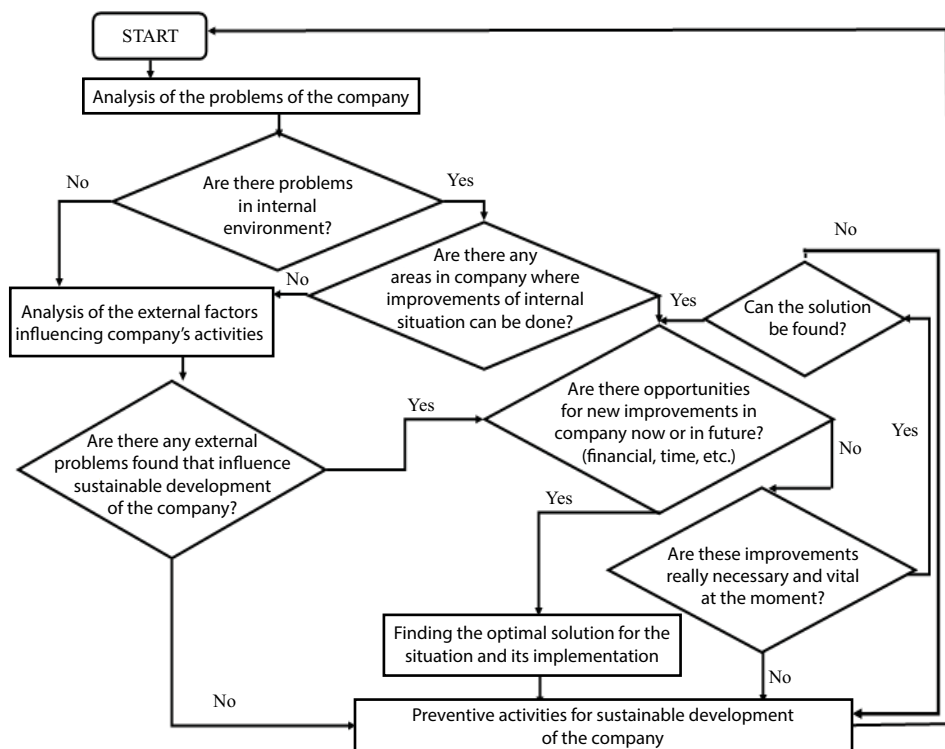 START
Analysis of the problems of the company
No
Yes
Are there problems
in internal
environment?
Are there any
areas in company where
improvements of internal
situation can be done?
No
No
Yes
Can the solution
be found?
Analysis of the external factors
influencing company's activities
Are there opportunities
for new improvements in
company now or in future?
(financial, time, etc.)
Yes
Yes
No
Are there any external
problems found that influence
sustainable development
of the company?
Yes
Are these improvements
really necessary and vital
at the moment?
Finding the optimal solution for the
situation and its implementation
No
No
Preventive activities for sustainable development
of the company